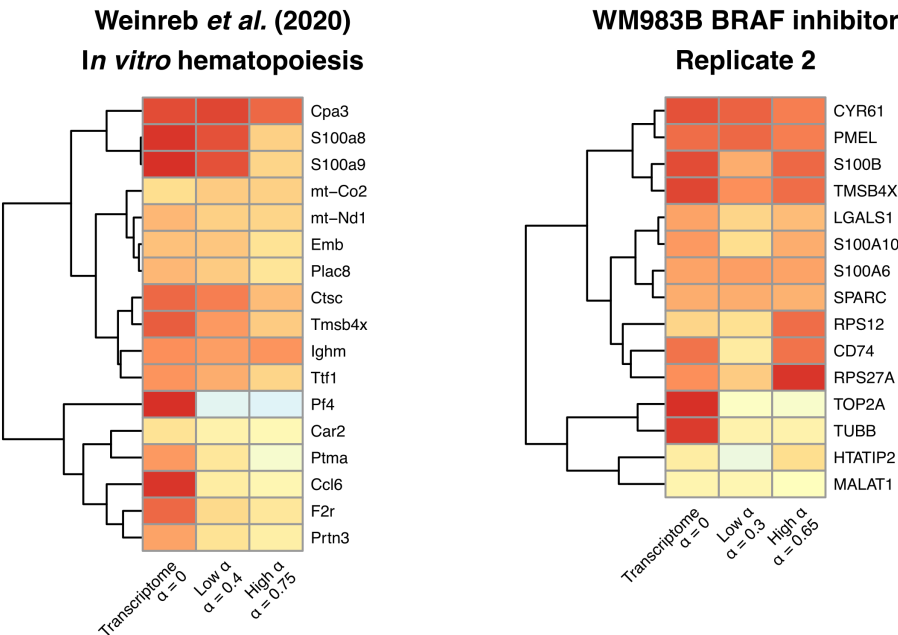 Weinreb et al. (2020)
In vitro hematopoiesis
Cpa3
S100a8
S100a9
mt−Co2
mt−Nd1
Emb
Plac8
Ctsc
Tmsb4x
Ighm
Ttf1
Pf4
Car2
Ptma
Ccl6
F2r
Prtn3
Transcriptome
α = 0
Low α
α = 0.4
High α
α = 0.75
WM983B BRAF inhibitor
Replicate 2
CYR61
PMEL
S100B
TMSB4X
LGALS1
S100A10
S100A6
SPARC
RPS12
CD74
RPS27A
TOP2A
TUBB
HTATIP2
MALAT1
Transcriptome
α = 0
Low α
α = 0.3
High α
α = 0.65